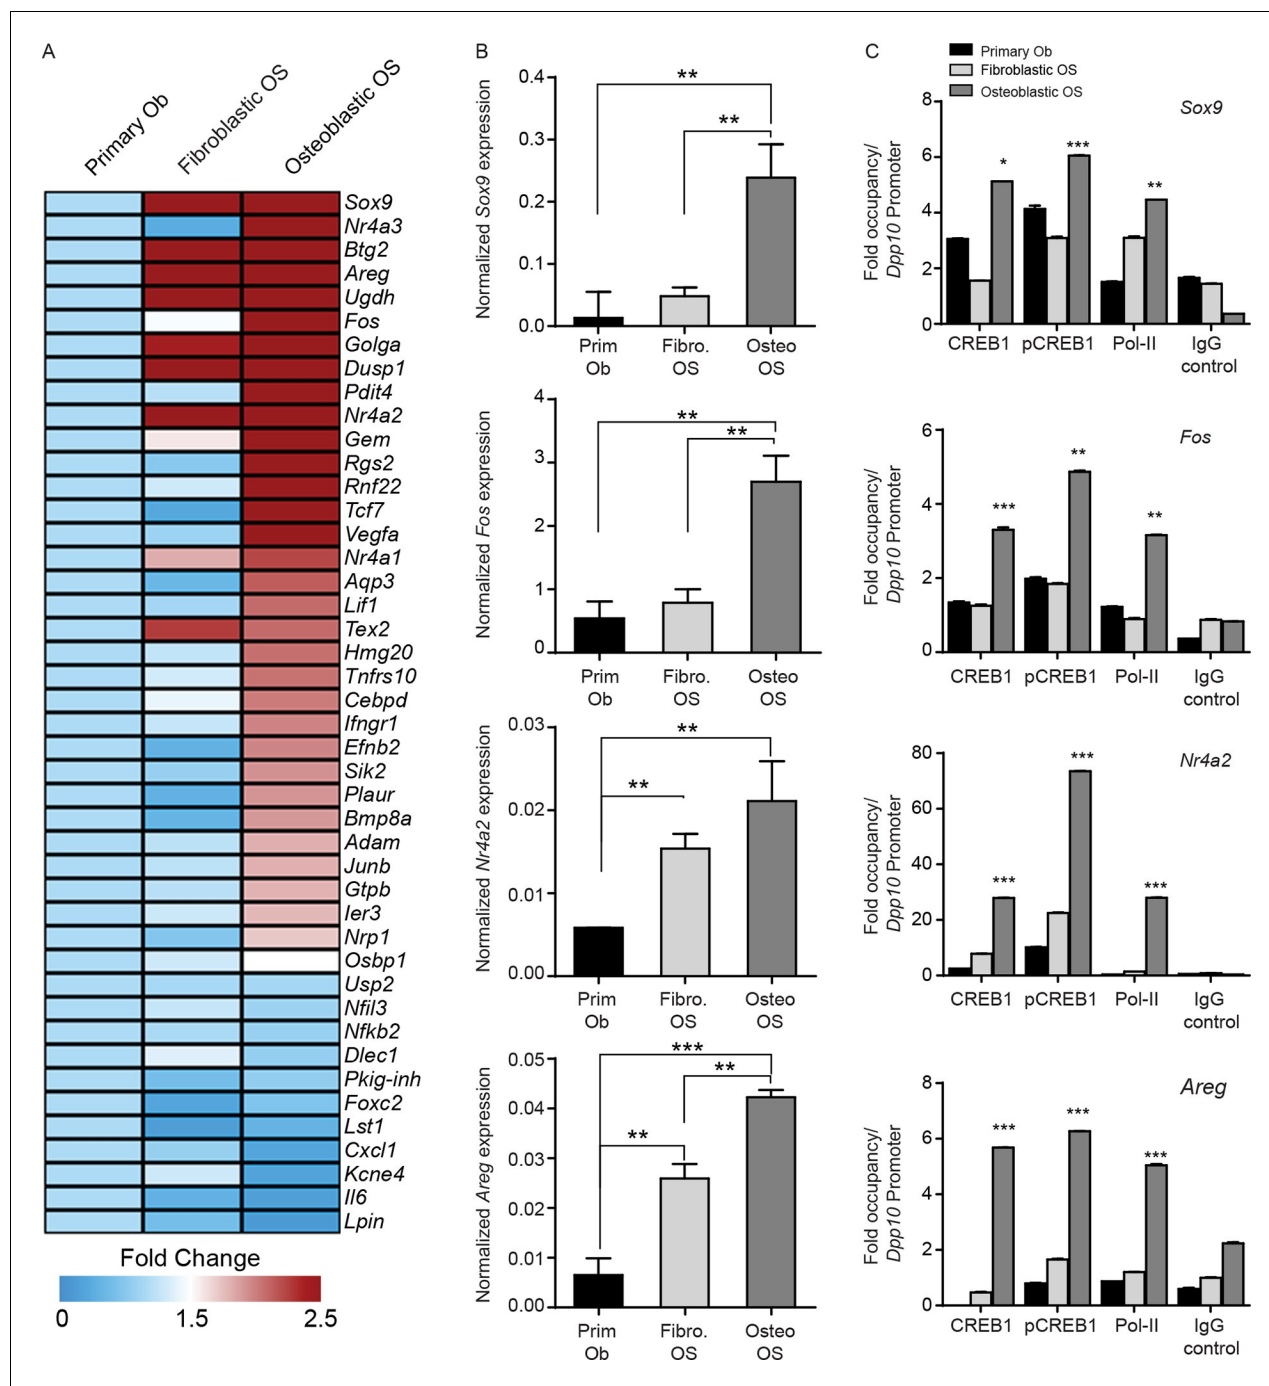 A
Primary Ob
Fibroblastic OS
Osteoblastic OS
Sox9
Nr4a3
Btg2
Areg
Ugdh
Fos
Golga
Dusp1
Pdit4
Nr4a2
Gem
Rgs2
Rnf22
Tcf7
Vegfa
Nr4a1
Aqp3
Lif1
Tex2
Hmg20
Tnfrs10
Cebpd
Ifngr1
Efnb2
Sik2
Plaur
Bmp8a
Adam
Junb
Gtpb
Ier3
Nrp1
Osbp1
Usp2
Nfil3
Nfkb2
Dlec1
Pkig-inh
Foxc2
Lst1
Cxcl1
Kcne4
Il6
Lpin
Fold Change
0 1.5 2.5
B
Normalized Sox9 expression
0.4
0.3
0.2
0.1
0.0
**
**
Prim Fibro. Osteo
Ob OS OS
Normalized Fos expression
4
3
2
1
0
**
**
Prim Fibro. Osteo
Ob OS OS
Normalized Nr4a2 expression
0.03
0.02
0.01
0.00
**
**
Prim Fibro. Osteo
Ob OS OS
Normalized Areg expression
0.05
0.04
0.03
0.02
0.01
0.00
***
**
**
Prim Fibro. Osteo
Ob OS OS
C
Primary Ob
Fibroblastic OS
Osteoblastic OS
Sox9
Fold occupancy/
Dpp10 Promoter
8
6
4
2
0
* *** **
CREB1 pCREB1 Pol-II IgG
control
Fos
Fold occupancy/
Dpp10 Promoter
6
4
2
0
*** ** **
CREB1 pCREB1 Pol-II IgG
control
Nr4a2
Fold occupancy/
Dpp10 Promoter
80
60
40
20
0
*** *** ***
CREB1 pCREB1 Pol-II IgG
control
Areg
Fold occupancy/
Dpp10 Promoter
8
6
4
2
0
*** *** ***
CREB1 pCREB1 Pol-II IgG
control